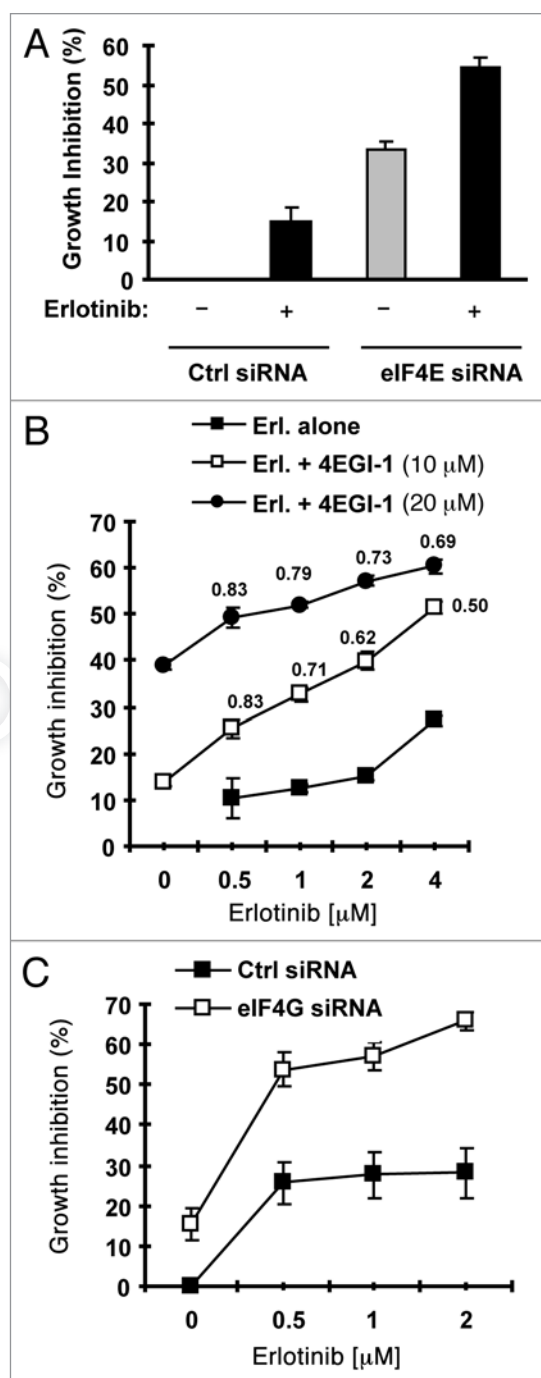 A
60
50
40
30
20
10
0
Growth Inhibition (%)
Erlotinib: − + − +
Ctrl siRNA eIF4E siRNA
B
Erl. alone
Erl. + 4EGI-1 (10 μM)
Erl. + 4EGI-1 (20 μM)
70
60
50
40
30
20
10
0
Growth inhibition (%)
0.83 0.79 0.73 0.69
0.83 0.71 0.62 0.50
0 0.5 1 2 4
Erlotinib [μM]
C
Ctrl siRNA
eIF4G siRNA
70
60
50
40
30
20
10
0
Growth inhibition (%)
0 0.5 1 2
Erlotinib [μM]